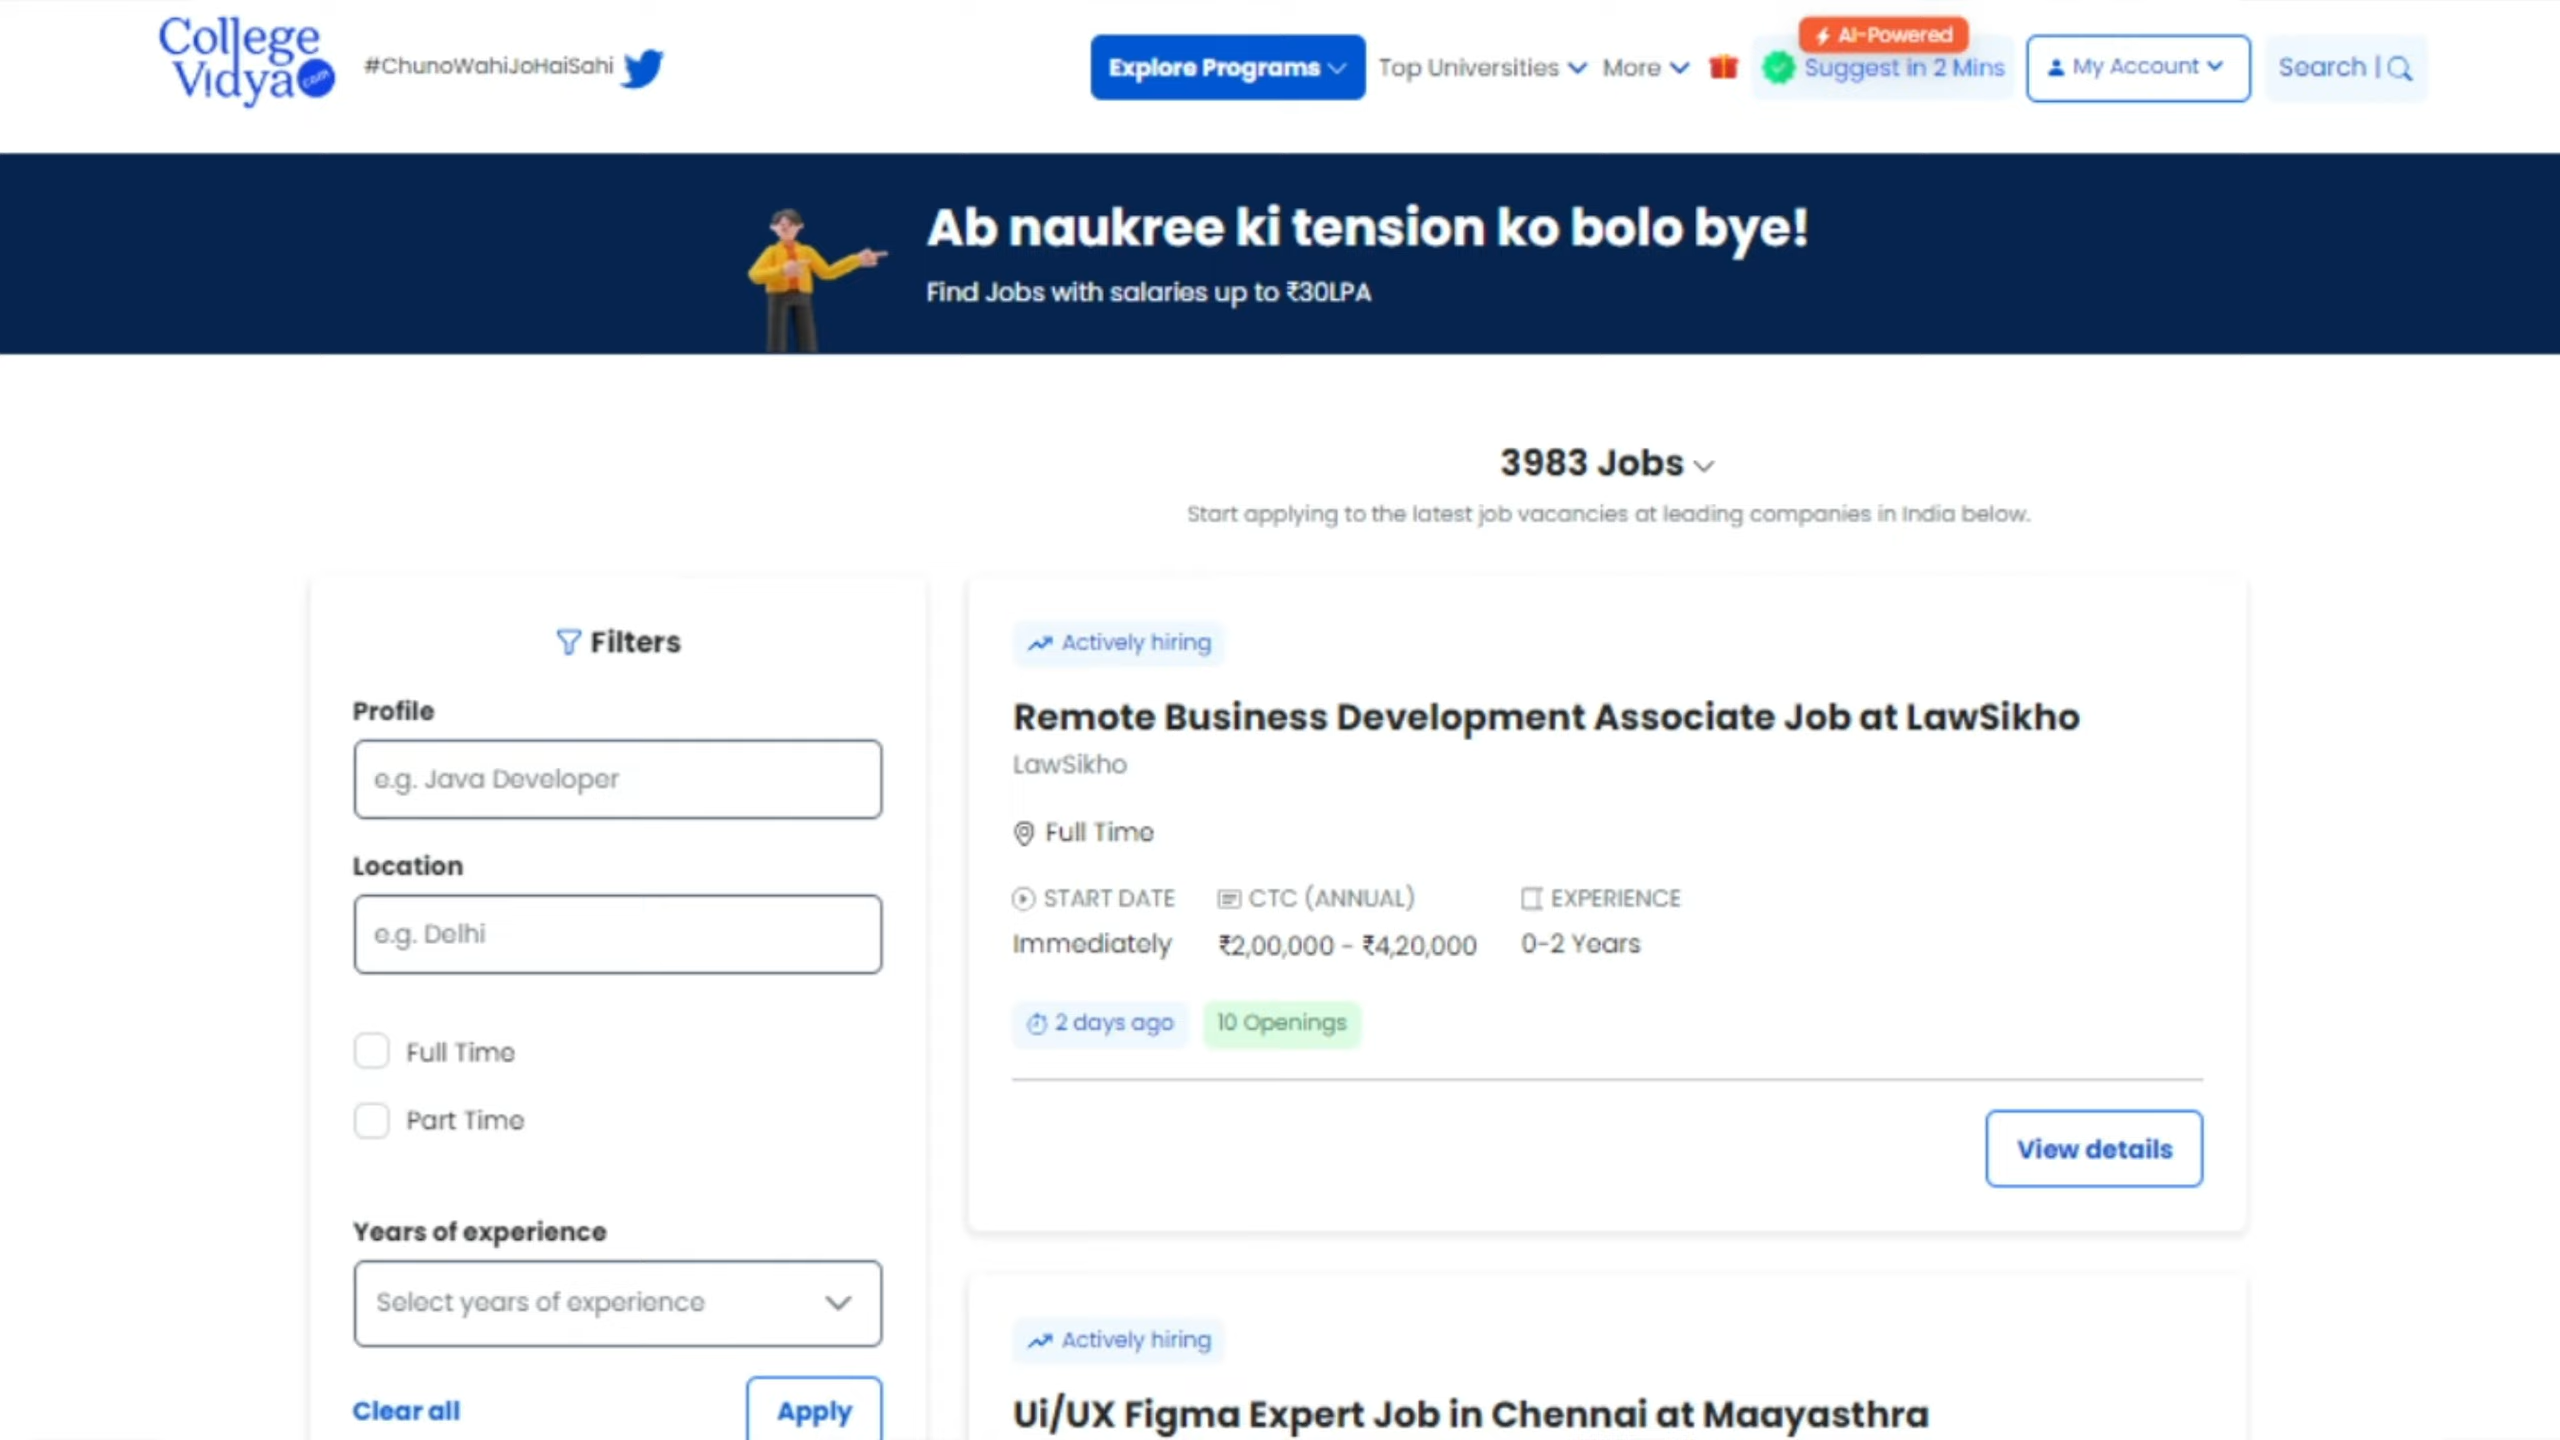 College
Vidya.com
#ChunoWahiJoHaiSahi
Explore Programs
Top Universities
More
AI-Powered
Suggest in 2 Mins
My Account
Search |
Ab naukree ki tension ko bolo bye!
Find Jobs with salaries up to ₹30LPA
3983 Jobs
Start applying to the latest job vacancies at leading companies in India below.
Filters
Profile
e.g. Java Developer
Location
e.g. Delhi
Full Time
Part Time
Years of experience
Select years of experience
Clear all
Apply
Actively hiring
Remote Business Development Associate Job at LawSikho
LawSikho
Full Time
START DATE
Immediately
CTC (ANNUAL)
₹2,00,000 - ₹4,20,000
EXPERIENCE
0-2 Years
2 days ago
10 Openings
View details
Actively hiring
Ui/UX Figma Expert Job in Chennai at Maayasthra